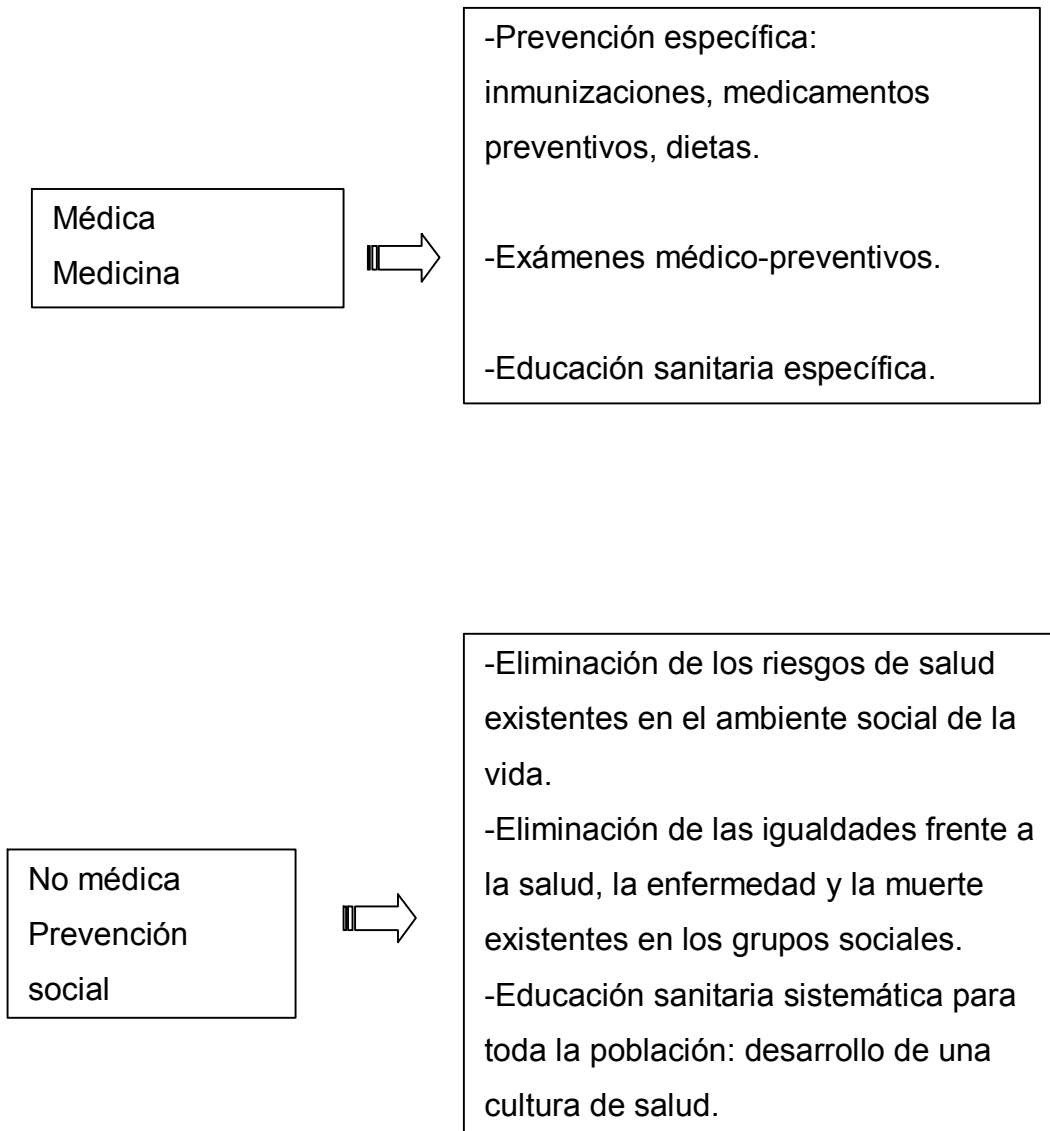 Médica
Medicina
-Prevención específica:
inmunizaciones, medicamentos
preventivos, dietas.
-Exámenes médico-preventivos.
-Educación sanitaria específica.
No médica
Prevención
social
-Eliminación de los riesgos de salud
existentes en el ambiente social de la
vida.
-Eliminación de las igualdades frente a
la salud, la enfermedad y la muerte
existentes en los grupos sociales.
-Educación sanitaria sistemática para
toda la población: desarrollo de una
cultura de salud.